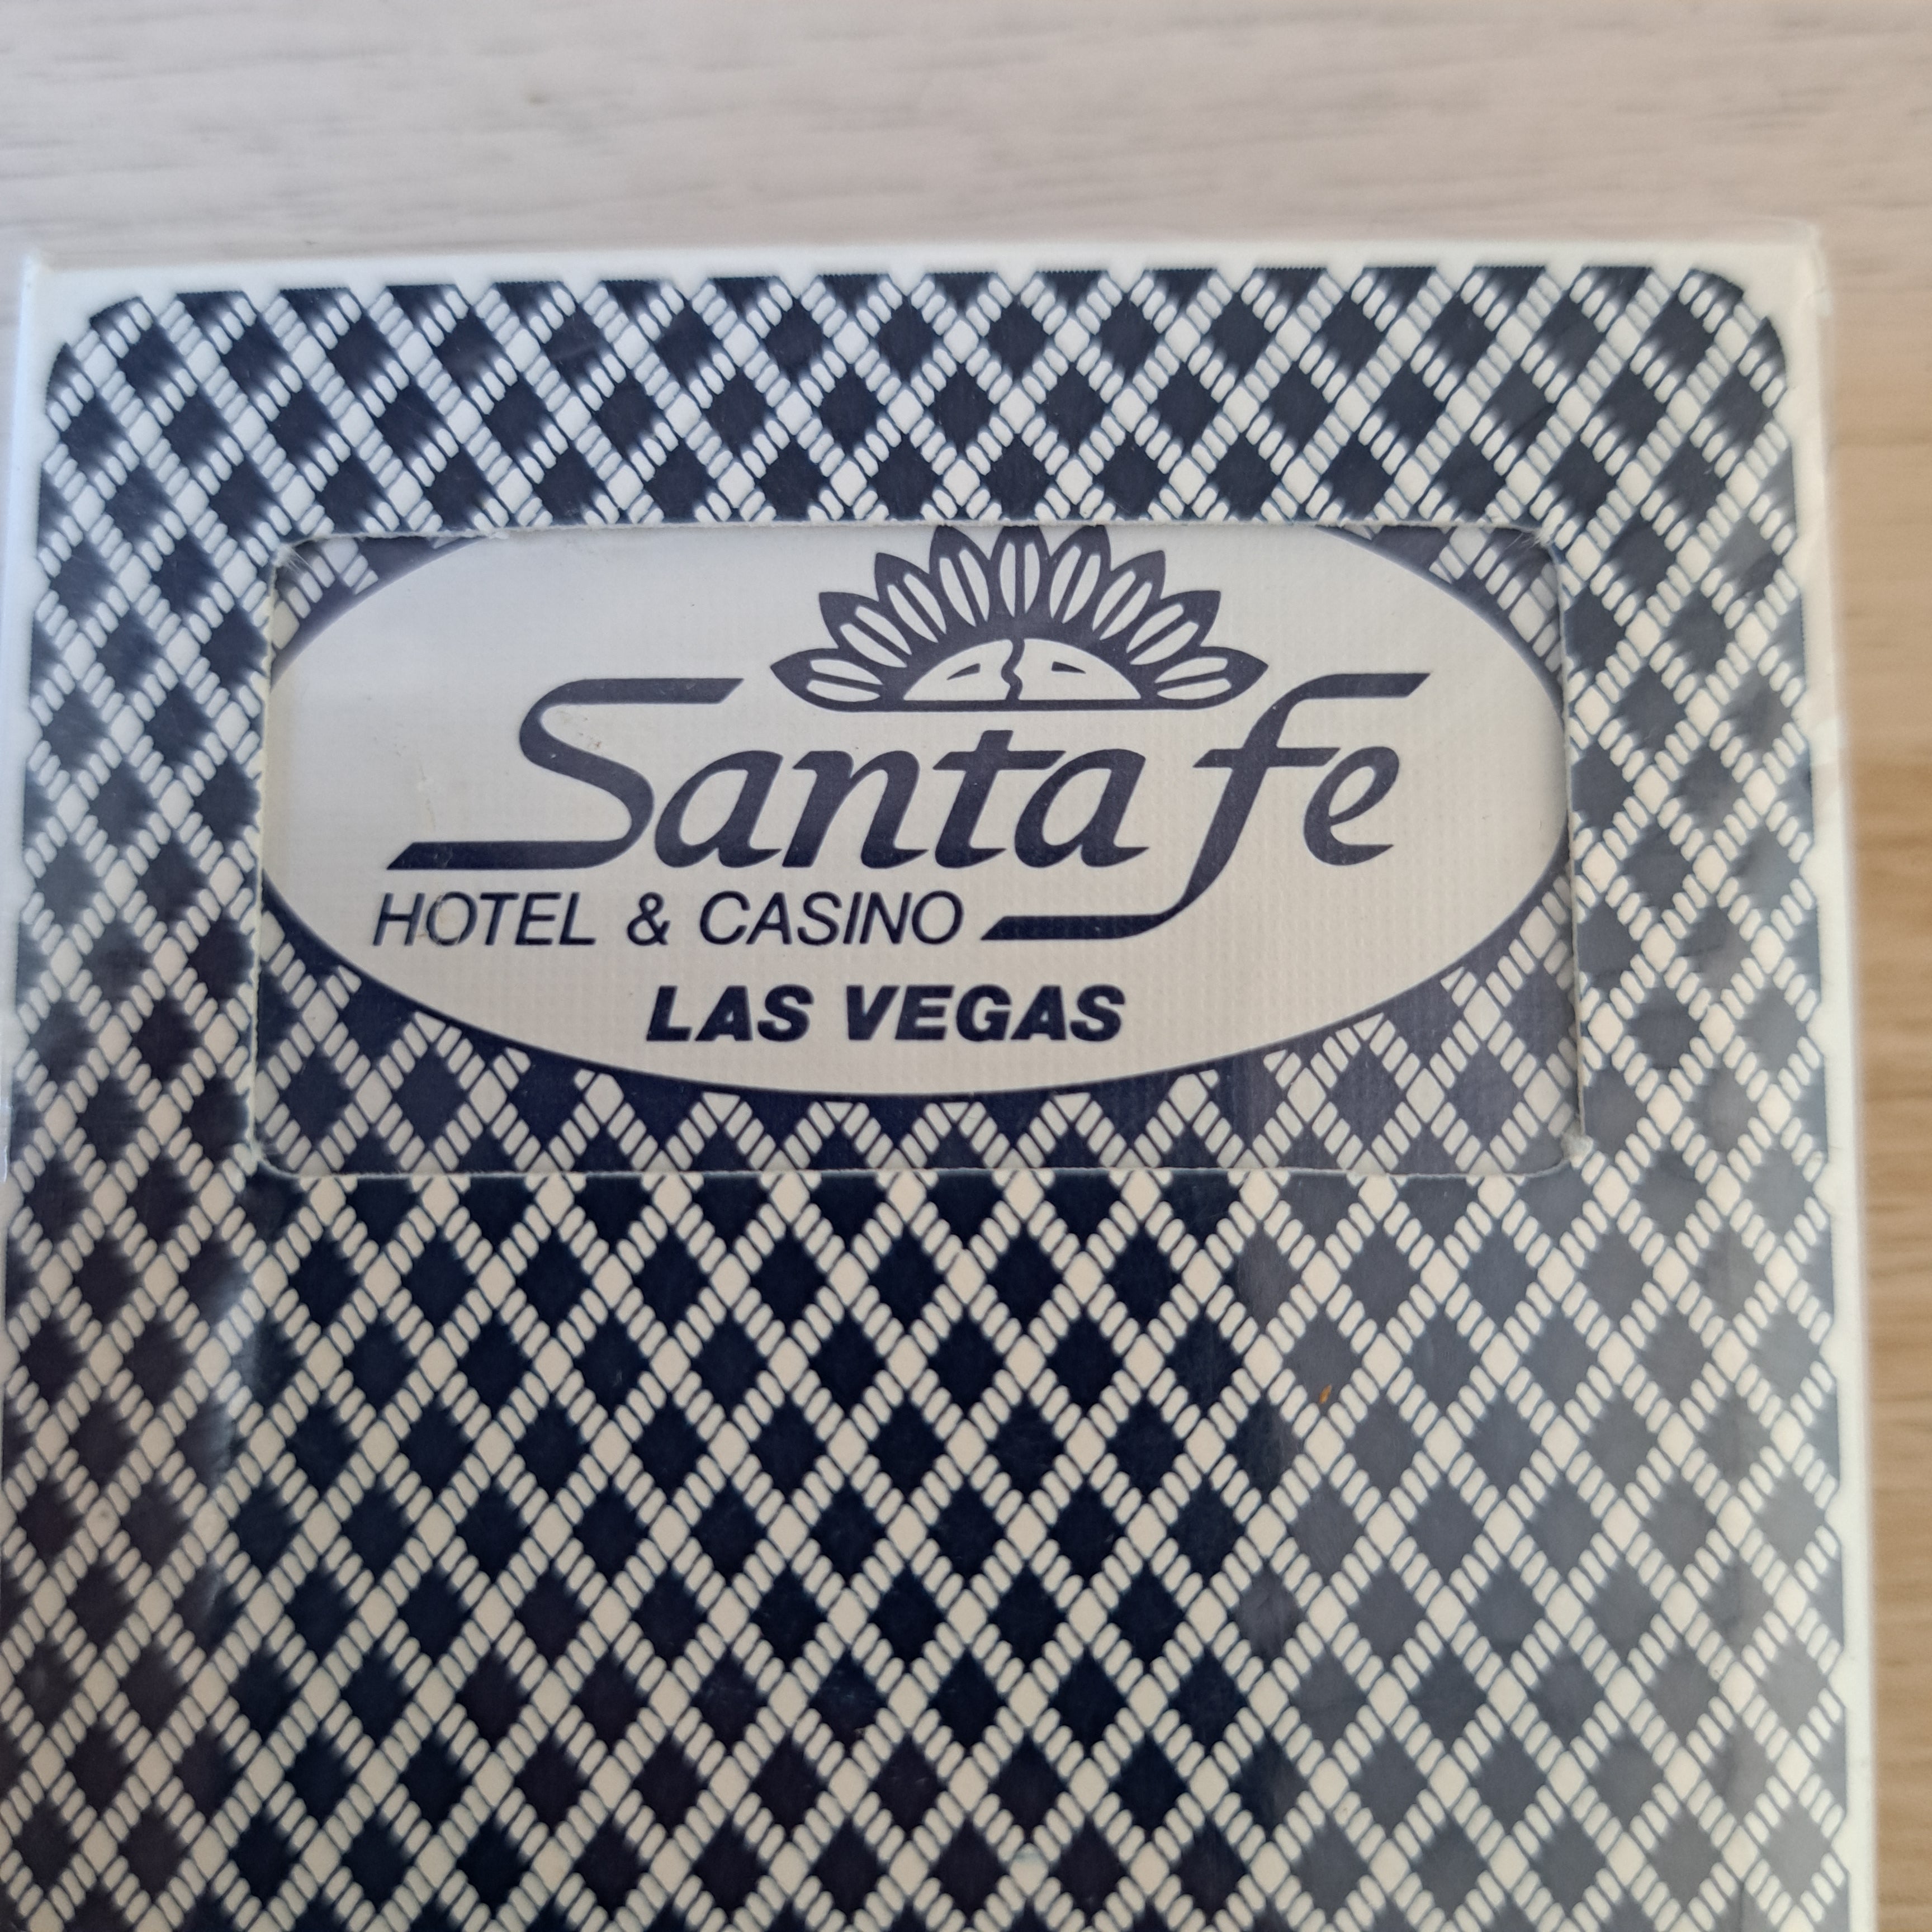 Santa Fe
HOTEL & CASINO
LAS VEGAS